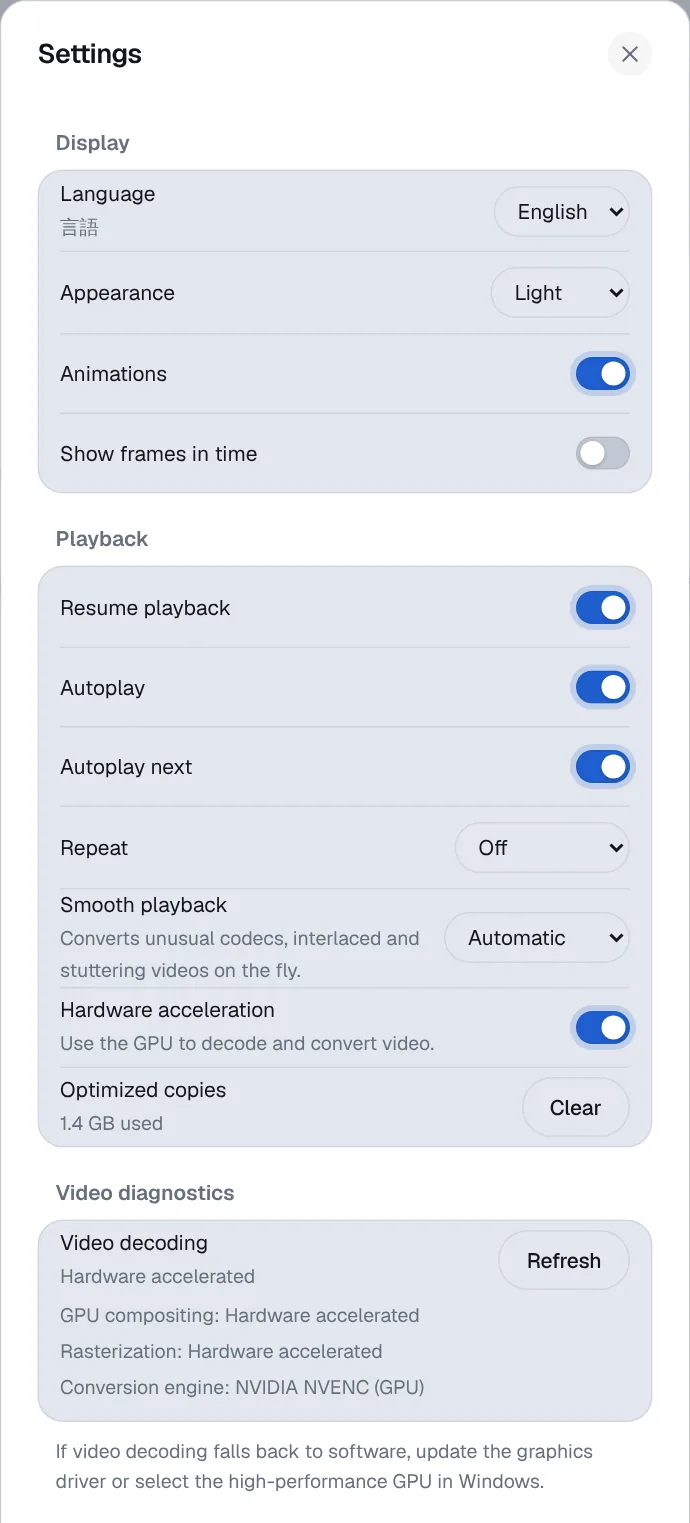 Settings
Display
Language
言語
English
Appearance
Light
Animations
Show frames in time
Playback
Resume playback
Autoplay
Autoplay next
Repeat
Off
Smooth playback
Converts unusual codecs, interlaced and
stuttering videos on the fly.
Automatic
Hardware acceleration
Use the GPU to decode and convert video.
Optimized copies
1.4 GB used
Clear
Video diagnostics
Video decoding
Hardware accelerated
Refresh
GPU compositing: Hardware accelerated
Rasterization: Hardware accelerated
Conversion engine: NVIDIA NVENC (GPU)
If video decoding falls back to software, update the graphics
driver or select the high-performance GPU in Windows.